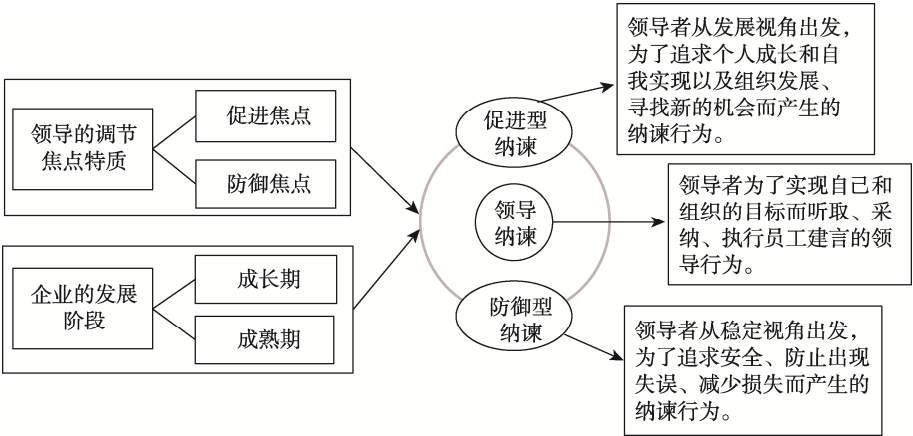 领导的调节
焦点特质
促进焦点
防御焦点
企业的发展
阶段
成长期
成熟期
促进型
纳谏
领导
纳谏
防御型
纳谏
领导者从发展视角出发，
为了追求个人成长和自
我实现以及组织发展、
寻找新的机会而产生的
纳谏行为。
领导者为了实现自己和
组织的目标而听取、采
纳、执行员工建言的领
导行为。
领导者从稳定视角出发，
为了追求安全、防止出现
失误、减少损失而产生的
纳谏行为。